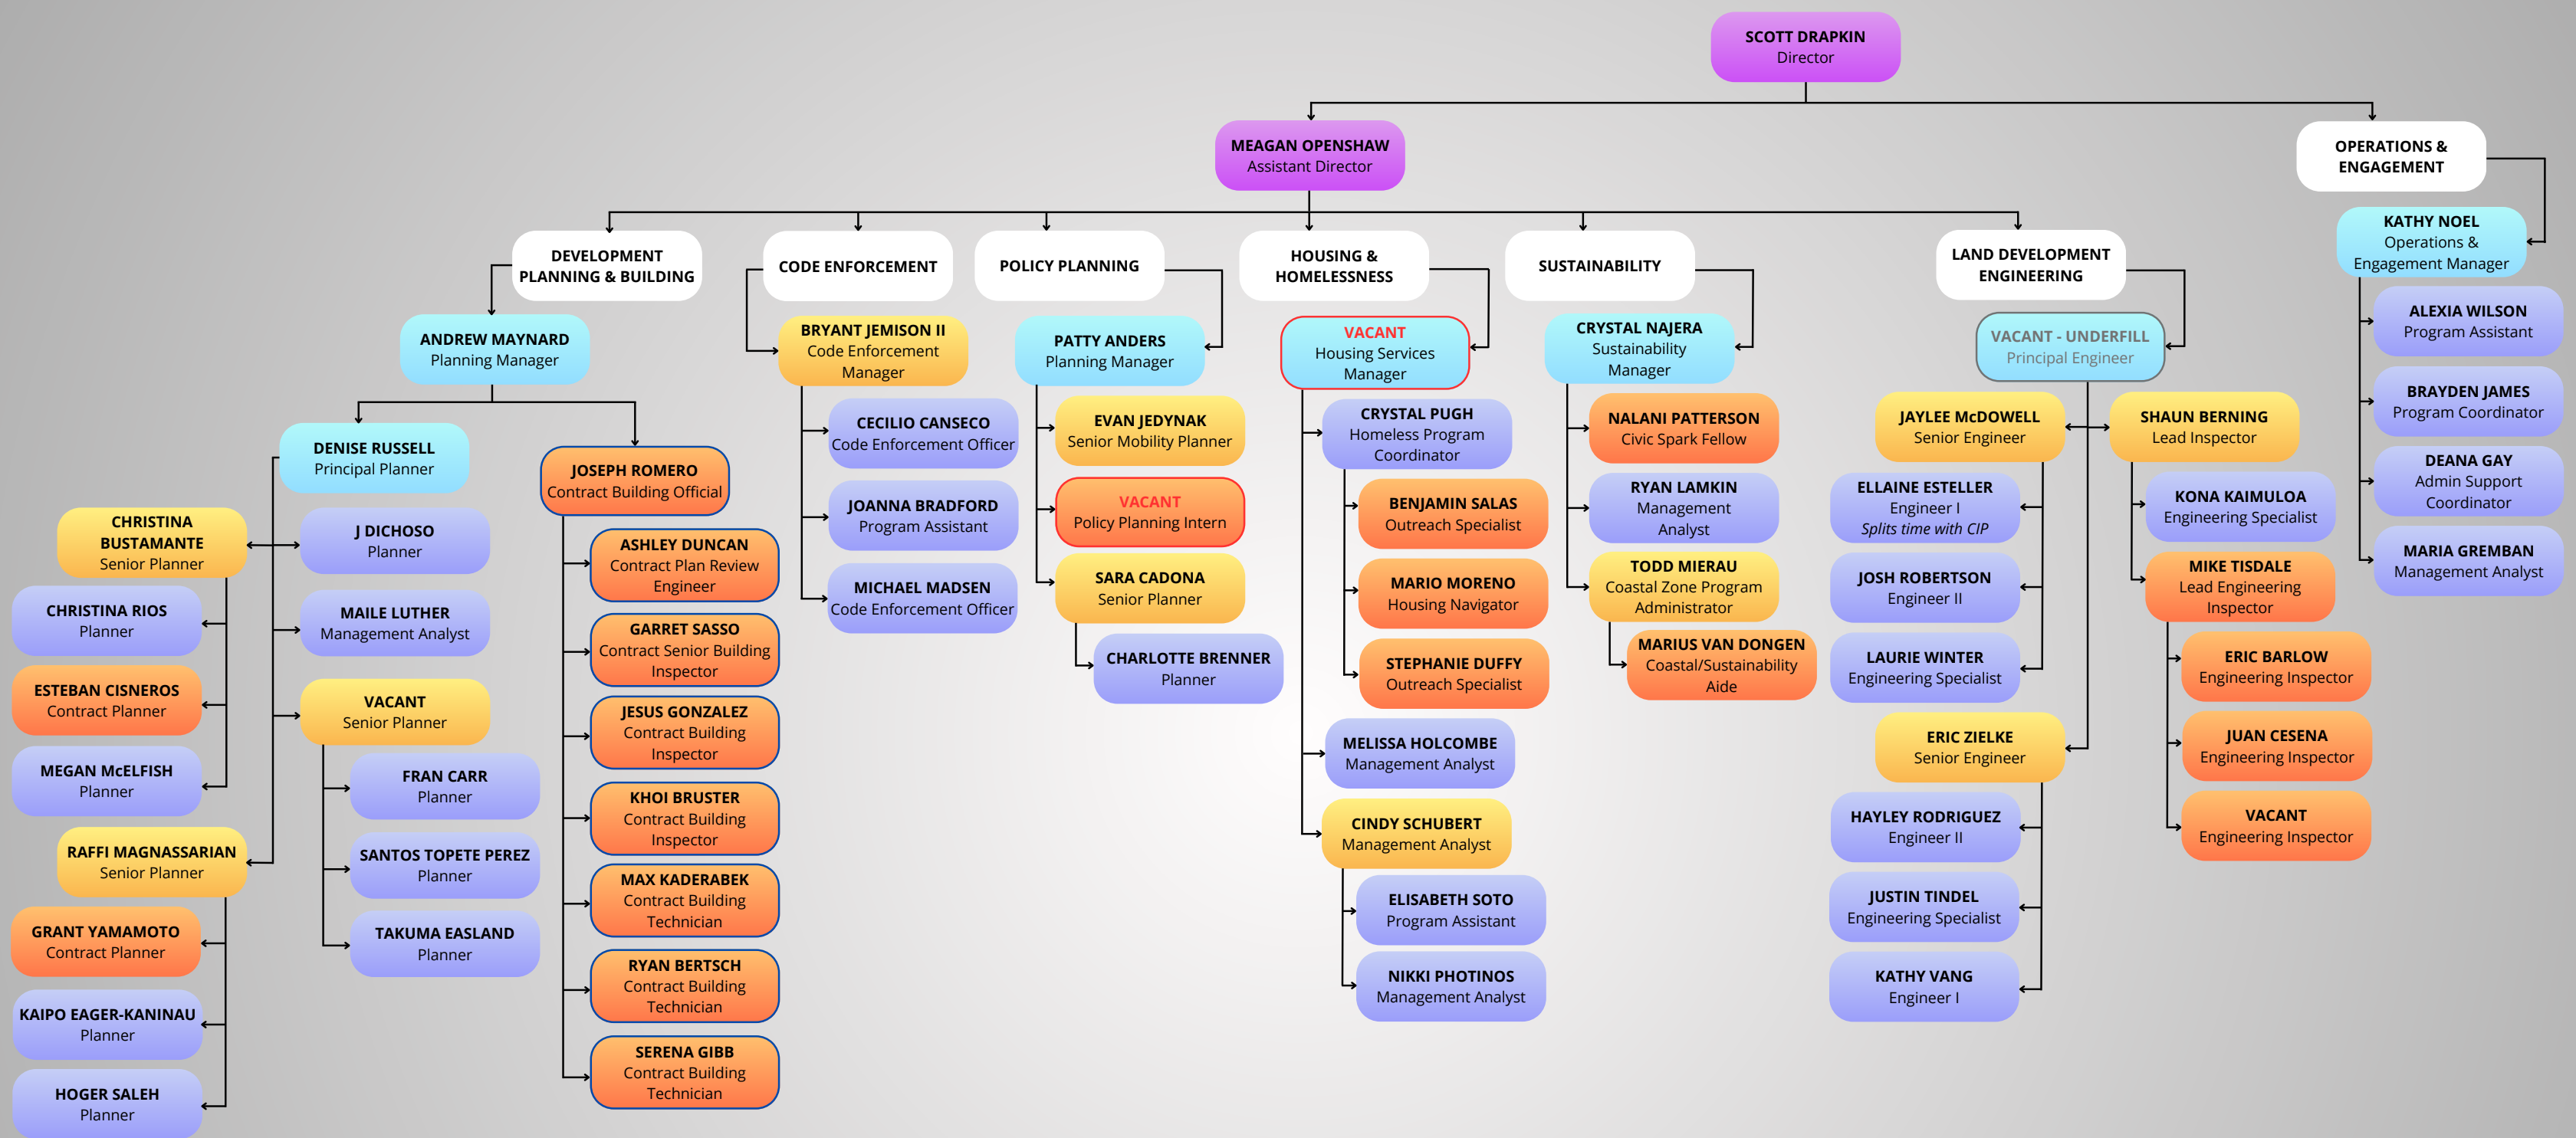 SCOTT DRAPKIN
Director
MEAGAN OPENSHAW
Assistant Director
OPERATIONS &
ENGAGEMENT
KATHY NOEL
Operations &
Engagement Manager
ALEXIA WILSON
Program Assistant
BRAYDEN JAMES
Program Coordinator
DEANA GAY
Admin Support
Coordinator
MARIA GREMBAN
Management Analyst
DEVELOPMENT
PLANNING & BUILDING
ANDREW MAYNARD
Planning Manager
DENISE RUSSELL
Principal Planner
CHRISTINA
BUSTAMANTE
Senior Planner
CHRISTINA RIOS
Planner
ESTEBAN CISNEROS
Contract Planner
MEGAN McELFISH
Planner
RAFFI MAGNASSARIAN
Senior Planner
GRANT YAMAMOTO
Contract Planner
KAIPO EAGER-KANINAU
Planner
HOGER SALEH
Planner
J DICHOSO
Planner
MAILE LUTHER
Management Analyst
VACANT
Senior Planner
FRAN CARR
Planner
SANTOS TOPETE PEREZ
Planner
TAKUMA EASLAND
Planner
JOSEPH ROMERO
Contract Building Official
ASHLEY DUNCAN
Contract Plan Review
Engineer
GARRET SASSO
Contract Senior Building
Inspector
JESUS GONZALEZ
Contract Building
Inspector
KHOI BRUSTER
Contract Building
Inspector
MAX KADERABEK
Contract Building
Technician
RYAN BERTSCH
Contract Building
Technician
SERENA GIBB
Contract Building
Technician
CODE ENFORCEMENT
BRYANT JEMISON II
Code Enforcement
Manager
CECILIO CANSECO
Code Enforcement Officer
JOANNA BRADFORD
Program Assistant
MICHAEL MADSEN
Code Enforcement Officer
POLICY PLANNING
PATTY ANDERS
Planning Manager
EVAN JEDYNAK
Senior Mobility Planner
VACANT
Policy Planning Intern
SARA CADONA
Senior Planner
CHARLOTTE BRENNER
Planner
HOUSING &
HOMELESSNESS
VACANT
Housing Services
Manager
CRYSTAL PUGH
Homeless Program
Coordinator
BENJAMIN SALAS
Outreach Specialist
MARIO MORENO
Housing Navigator
STEPHANIE DUFFY
Outreach Specialist
MELISSA HOLCOMBE
Management Analyst
CINDY SCHUBERT
Management Analyst
ELISABETH SOTO
Program Assistant
NIKKI PHOTINOS
Management Analyst
SUSTAINABILITY
CRYSTAL NAJERA
Sustainability
Manager
NALANI PATTERSON
Civic Spark Fellow
RYAN LAMKIN
Management
Analyst
TODD MIERAU
Coastal Zone Program
Administrator
MARIUS VAN DONGEN
Coastal/Sustainability
Aide
LAND DEVELOPMENT
ENGINEERING
VACANT - UNDERFILL
Principal Engineer
JAYLEE McDOWELL
Senior Engineer
ELLAINE ESTELLER
Engineer I
Splits time with CIP
JOSH ROBERTSON
Engineer II
LAURIE WINTER
Engineering Specialist
ERIC ZIELKE
Senior Engineer
HAYLEY RODRIGUEZ
Engineer II
JUSTIN TINDEL
Engineering Specialist
KATHY VANG
Engineer I
SHAUN BERNING
Lead Inspector
KONA KAIMULOA
Engineering Specialist
MIKE TISDALE
Lead Engineering
Inspector
ERIC BARLOW
Engineering Inspector
JUAN CESENA
Engineering Inspector
VACANT
Engineering Inspector